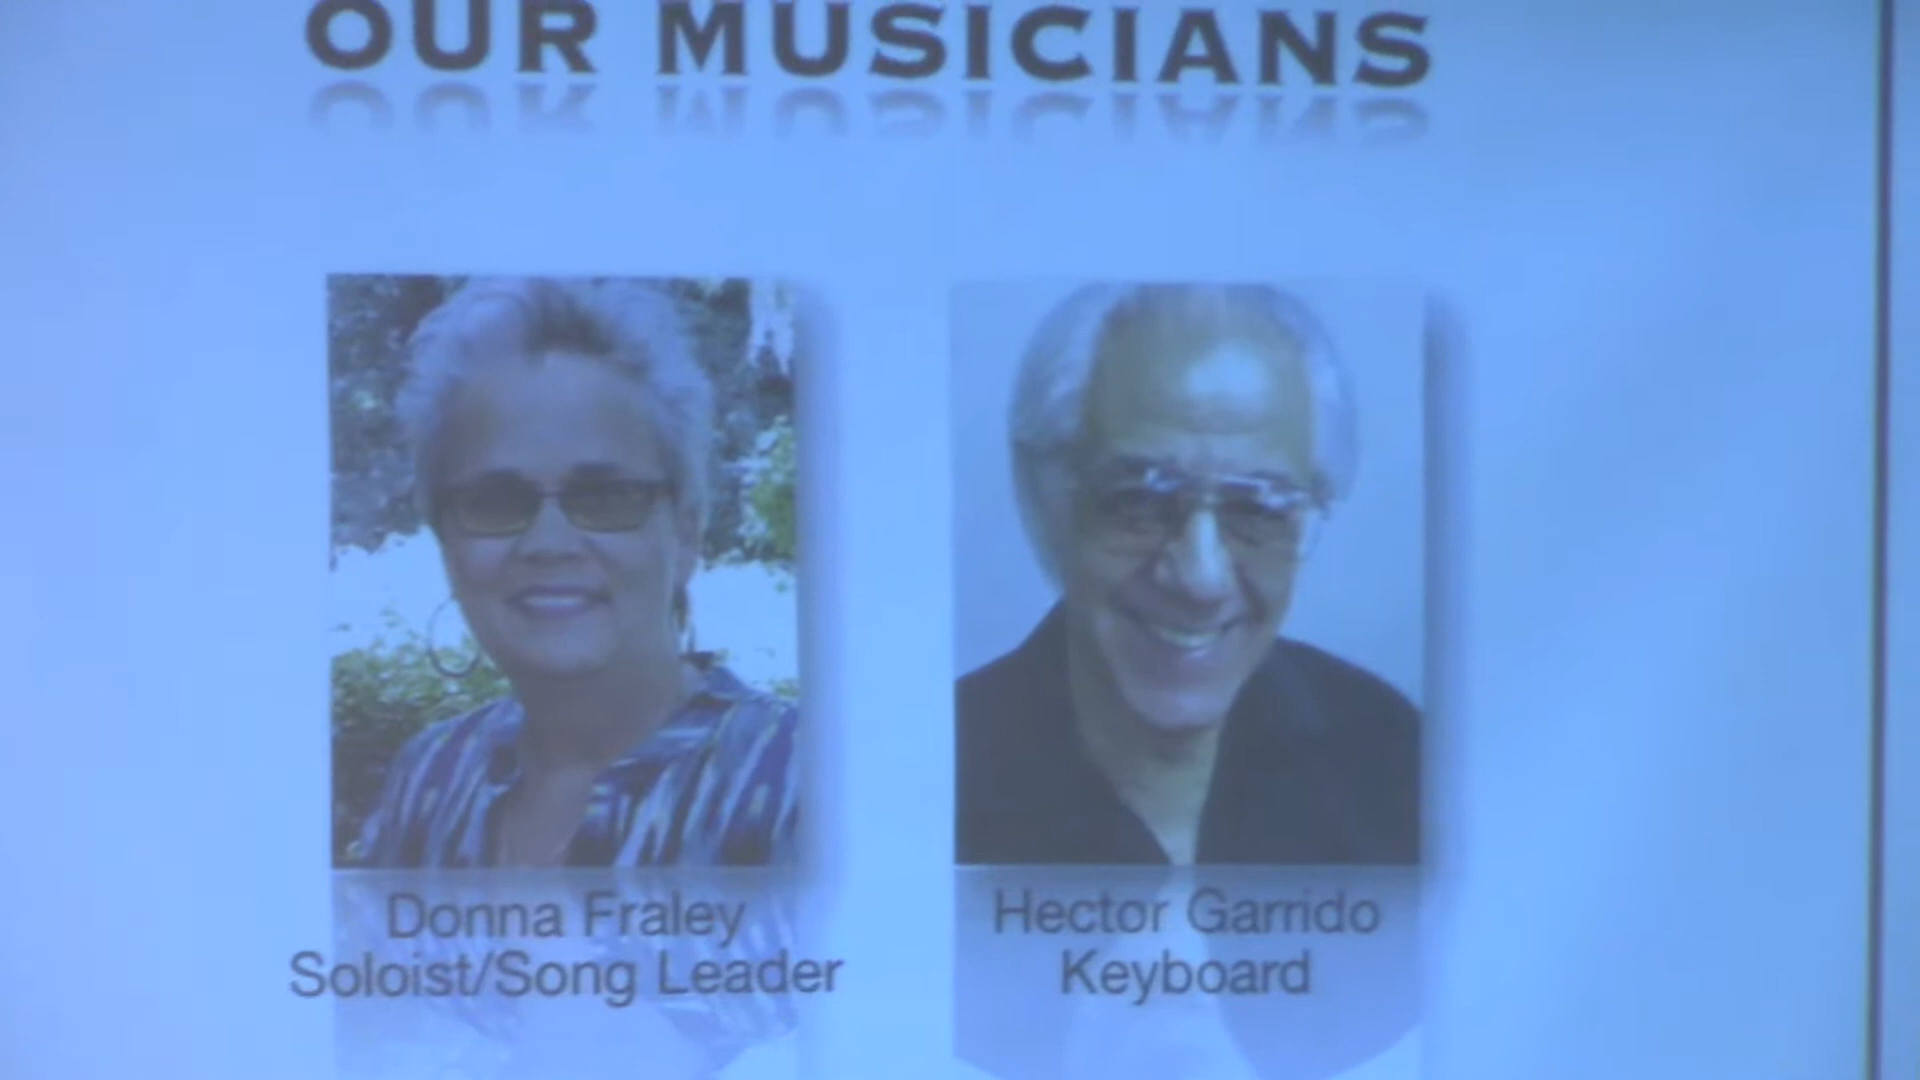 OUR MUSICIANS
Donna Fraley
Soloist/Song Leader
Hector Garrido
Keyboard